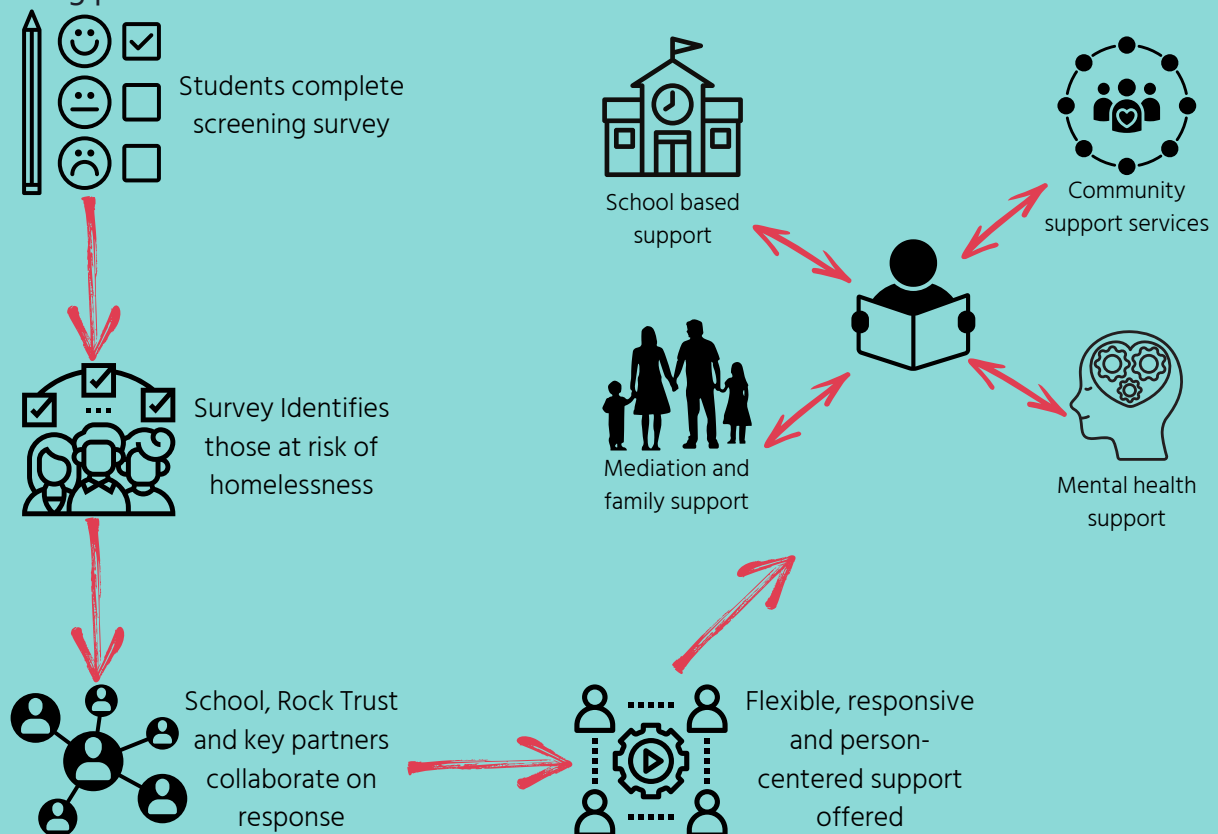 Students complete
screening survey
Survey Identifies
those at risk of
homelessness
School, Rock Trust
and key partners
collaborate on
response
Flexible, responsive
and person-
centered support
offered
School based
support
Community
support services
Mediation and
family support
Mental health
support